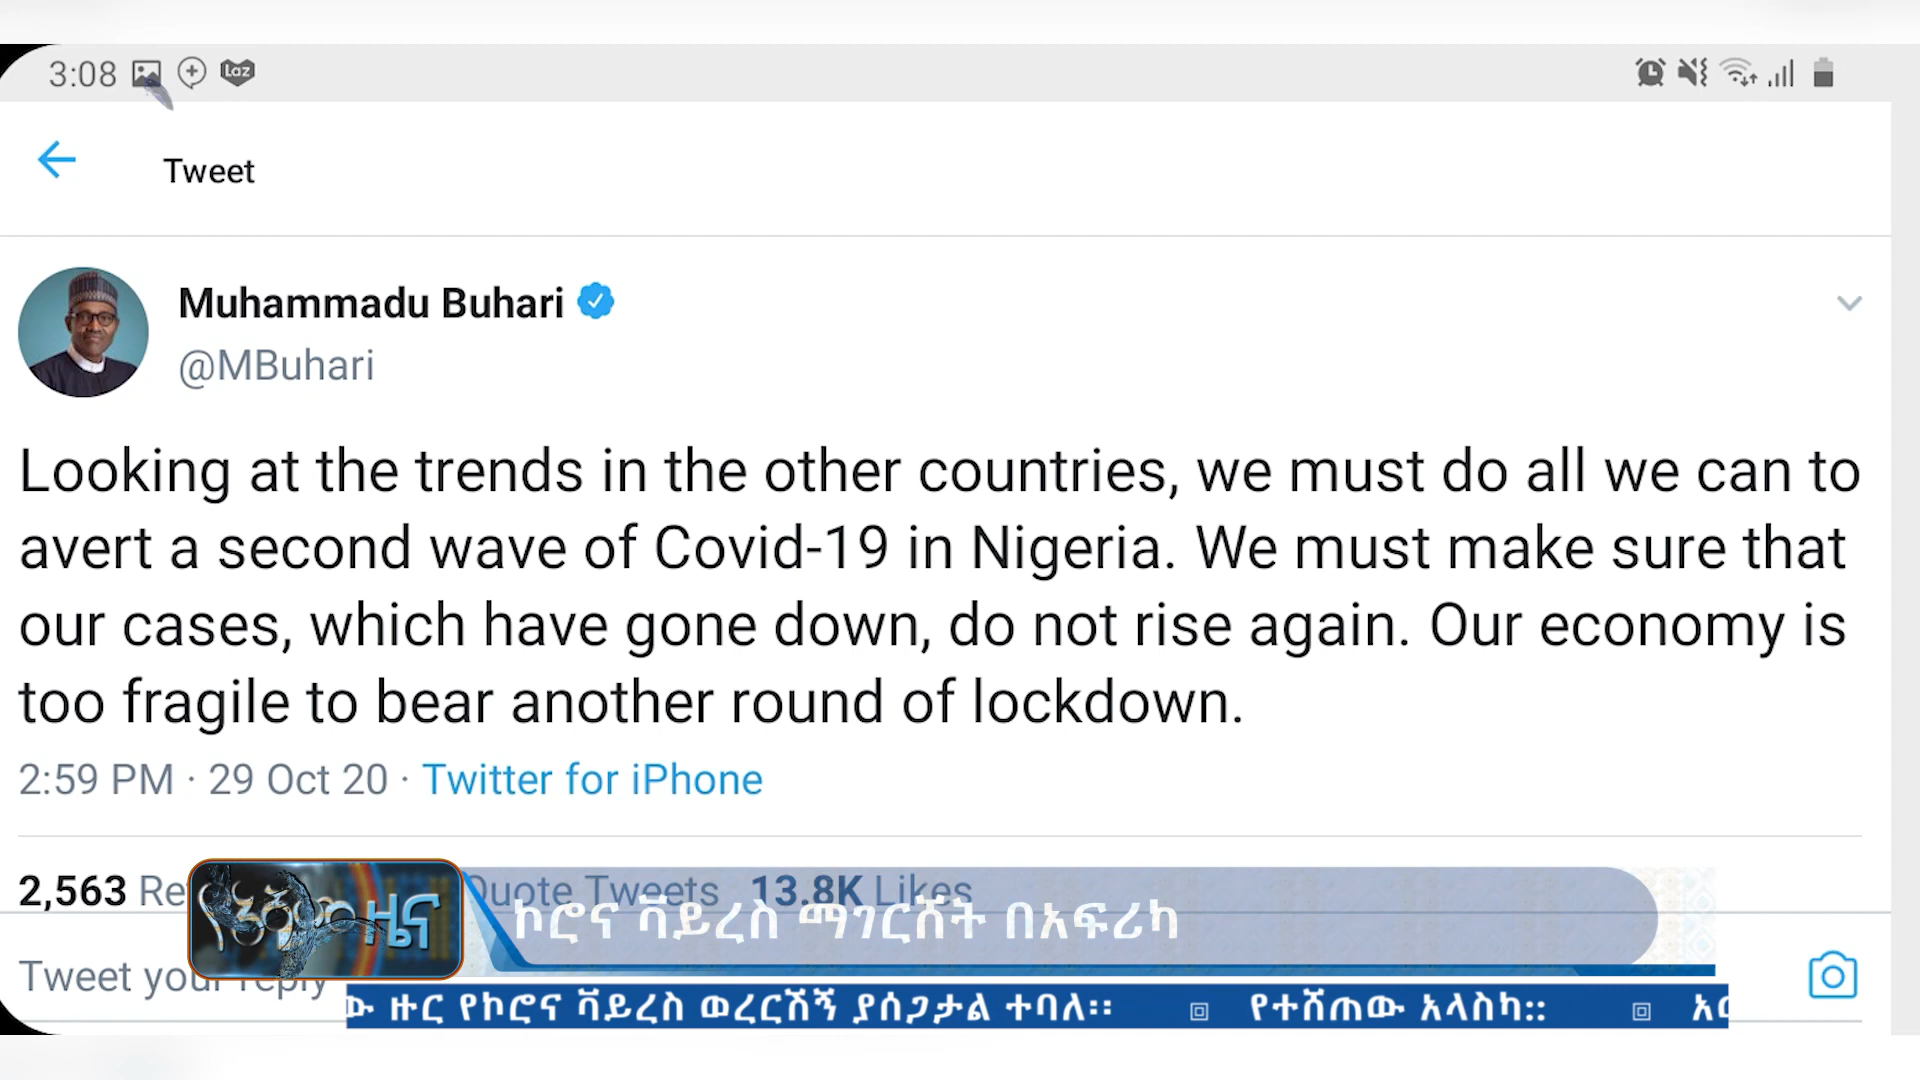 3:08
Laz
Tweet
Muhammadu Buhari
@MBuhari
Looking at the trends in the other countries, we must do all we can to
avert a second wave of Covid-19 in Nigeria. We must make sure that
our cases, which have gone down, do not rise again. Our economy is
too fragile to bear another round of lockdown.
2:59 PM · 29 Oct 20 · Twitter for iPhone
2,563 Quote Tweets 13.8K Likes
ዜና
ኮሮና ቫይረስ ማገርሸት በአፍሪካ
Tweet your reply
ዙር የኮሮና ቫይረስ ወረርሽኝ ያሰጋታል ተባለ፡፡ የተሸጠው አላስካ፡፡